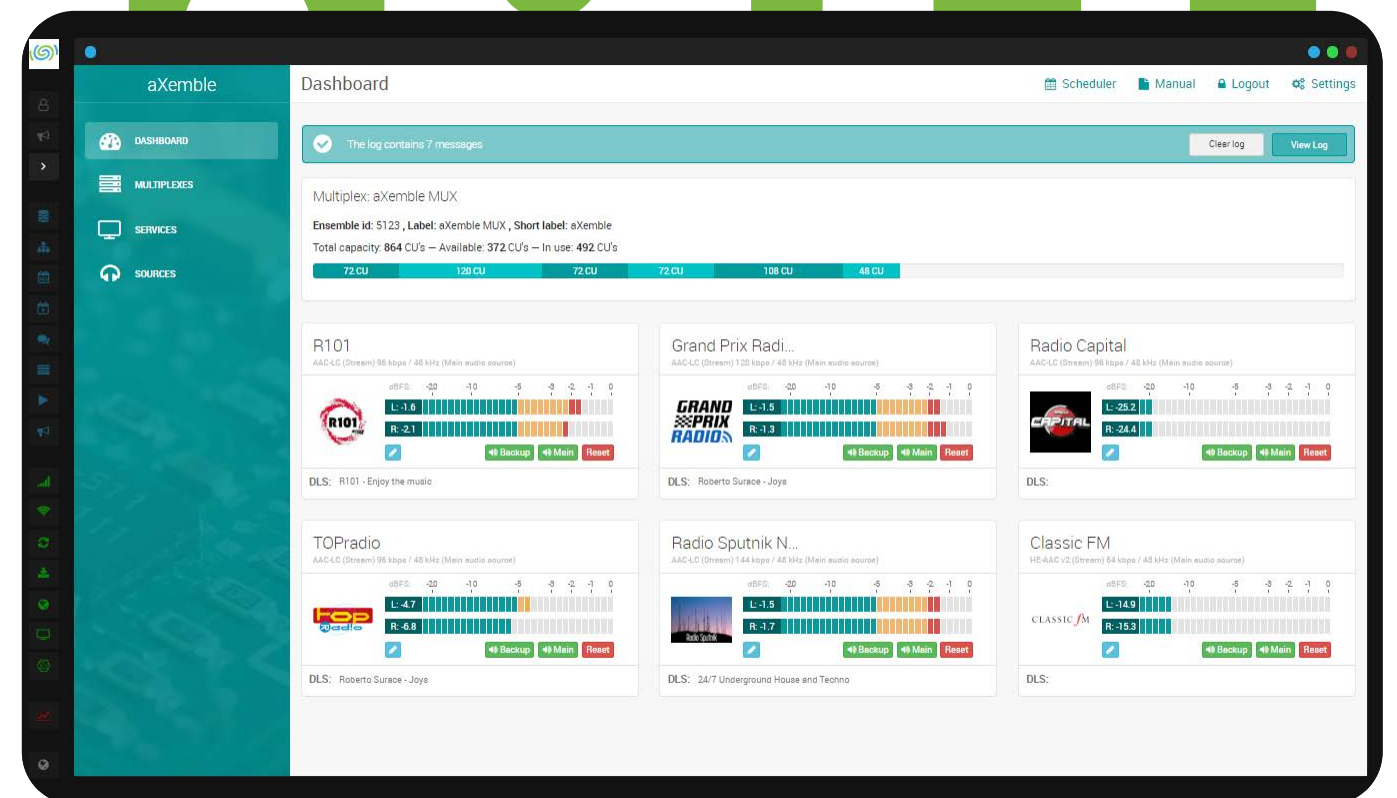 aXemble
Dashboard
Scheduler
Manual
Logout
Settings
DASHBOARD
MULTIPLEXES
SERVICES
SOURCES
The log contains 7 messages
Clear log
View Log
Multiplex: aXemble MUX
Ensemble id: 5123 , Label: aXemble MUX , Short label: aXemble
Total capacity: 864 CU's — Available: 372 CU's — In use: 492 CU's
72 CU 120 CU 72 CU 72 CU 108 CU 48 CU
R101
AAC-LC (Stream) 96 kbps / 48 kHz (Main audio source)
dBFS: -20 -10 -5 -3 -2 -1 0
R101
L: -1.6
R: -2.1
Backup Main Reset
DLS: R101 - Enjoy the music
Grand Prix Radi...
AAC-LC (Stream) 120 kbps / 48 kHz (Main audio source)
dBFS: -20 -10 -5 -3 -2 -1 0
GRAND
PRIX
RADIO
L: -1.5
R: -1.3
Backup Main Reset
DLS: Roberto Surace - Joys
Radio Capital
AAC-LC (Stream) 96 kbps / 48 kHz (Main audio source)
dBFS: -20 -10 -5 -3 -2 -1 0
CAPITAL
L: -25.2
R: -24.4
Backup Main Reset
DLS:
TOPradio
AAC-LC (Stream) 96 kbps / 48 kHz (Main audio source)
dBFS: -20 -10 -5 -3 -2 -1 0
top
radio
L: -4.7
R: -6.8
Backup Main Reset
DLS: Roberto Surace - Joys
Radio Sputnik N...
AAC-LC (Stream) 144 kbps / 48 kHz (Main audio source)
dBFS: -20 -10 -5 -3 -2 -1 0
Radio Sputnik
L: -1.5
R: -1.7
Backup Main Reset
DLS: 24/7 Underground House and Techno
Classic FM
HE-AAC v2 (Stream) 64 kbps / 48 kHz (Main audio source)
dBFS: -20 -10 -5 -3 -2 -1 0
CLASSIC fM
L: -14.9
R: -15.3
Backup Main Reset
DLS: